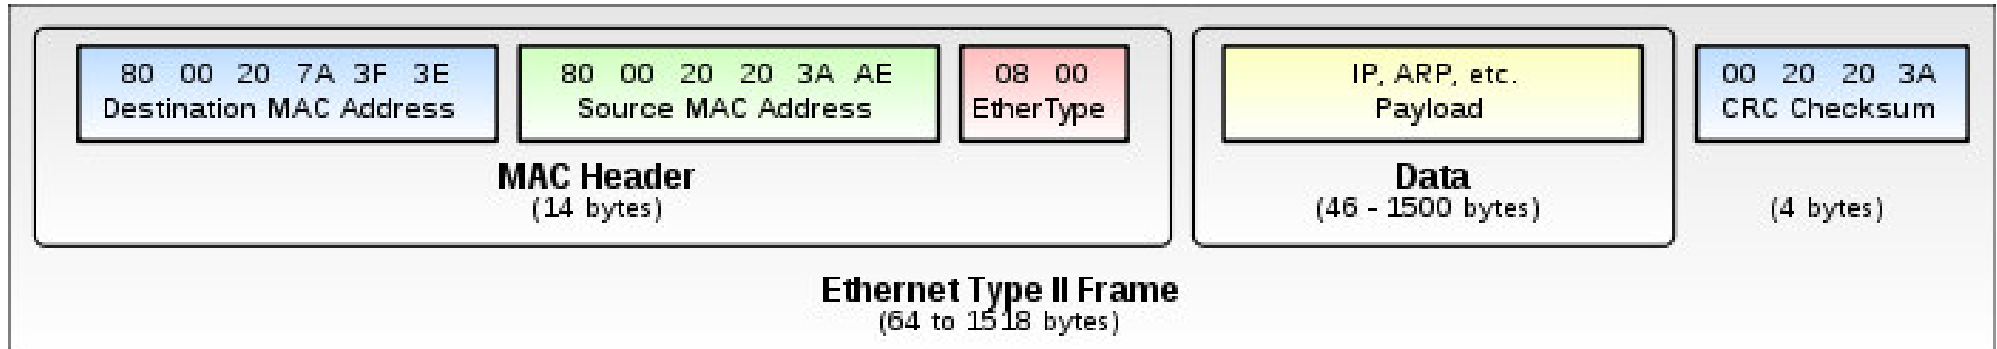 80 00 20 7A 3F 3E
Destination MAC Address
80 00 20 20 3A AE
Source MAC Address
08 00
EtherType
MAC Header
(14 bytes)
IP, ARP, etc.
Payload
Data
(46 - 1500 bytes)
00 20 20 3A
CRC Checksum
(4 bytes)
Ethernet Type II Frame
(64 to 1518 bytes)